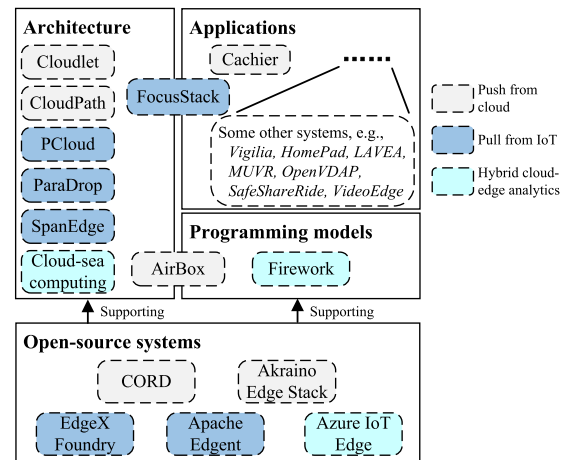 Architecture
Cloudlet
CloudPath
PCloud
ParaDrop
SpanEdge
Cloud-sea
computing
Applications
Cachier
......
FocusStack
Some other systems, e.g.,
Vigilia, HomePad, LAVEA,
MUVR, OpenVDAP,
SafeShareRide, VideoEdge
Programming models
AirBox
Firework
Push from
cloud
Pull from IoT
Hybrid cloud-
edge analytics
Supporting
Supporting
Open-source systems
CORD
Akraino
Edge Stack
EdgeX
Foundry
Apache
Edgent
Azure IoT
Edge